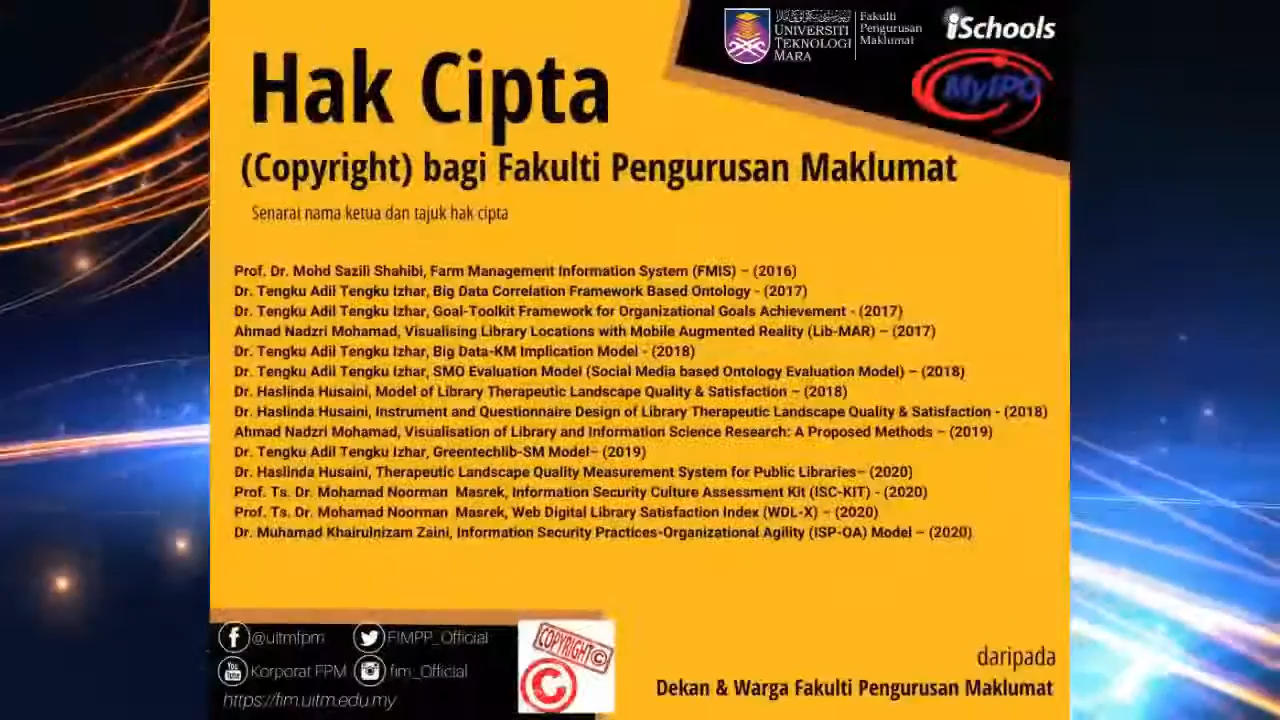 UNIVERSITI
TEKNOLOGI
MARA
Fakulti
Pengurusan
Maklumat
iSchools
MyIPO
Hak Cipta
(Copyright) bagi Fakulti Pengurusan Maklumat
Senarai nama ketua dan tajuk hak cipta
Prof. Dr. Mohd Sazili Shahibi, Farm Management Information System (FMIS) – (2016)
Dr. Tengku Adil Tengku Izhar, Big Data Correlation Framework Based Ontology - (2017)
Dr. Tengku Adil Tengku Izhar, Goal-Toolkit Framework for Organizational Goals Achievement - (2017)
Ahmad Nadzri Mohamad, Visualising Library Locations with Mobile Augmented Reality (Lib-MAR) – (2017)
Dr. Tengku Adil Tengku Izhar, Big Data-KM Implication Model - (2018)
Dr. Tengku Adil Tengku Izhar, SMO Evaluation Model (Social Media based Ontology Evaluation Model) – (2018)
Dr. Haslinda Husaini, Model of Library Therapeutic Landscape Quality & Satisfaction – (2018)
Dr. Haslinda Husaini, Instrument and Questionnaire Design of Library Therapeutic Landscape Quality & Satisfaction - (2018)
Ahmad Nadzri Mohamad, Visualisation of Library and Information Science Research: A Proposed Methods – (2019)
Dr. Tengku Adil Tengku Izhar, Greentechlib-SM Model– (2019)
Dr. Haslinda Husaini, Therapeutic Landscape Quality Measurement System for Public Libraries– (2020)
Prof. Ts. Dr. Mohamad Noorman  Masrek, Information Security Culture Assessment Kit (ISC-KIT) - (2020)
Prof. Ts. Dr. Mohamad Noorman  Masrek, Web Digital Library Satisfaction Index (WDL-X) – (2020)
Dr. Muhamad Khairulnizam Zaini, Information Security Practices-Organizational Agility (ISP-OA) Model – (2020)
@uitmfpm
FIMPP_Official
You Tube
Korporat FPM
fim_Official
https://fim.uitm.edu.my
COPYRIGHT ©
daripada
Dekan & Warga Fakulti Pengurusan Maklumat